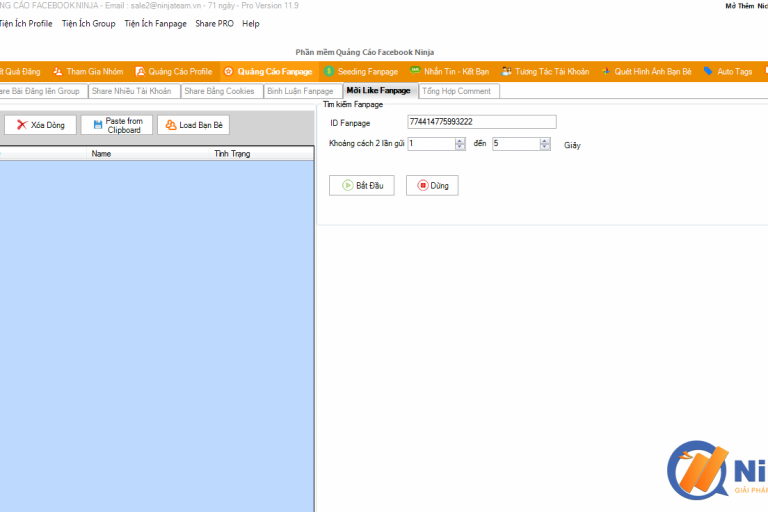 NG CÁO FACEBOOK NINJA - Email : sale2@ninjateam.vn - 71 ngày - Pro Version 11.9
Mở Thêm Nic
Tiện Ích Profile Tiện Ích Group Tiện Ích Fanpage Share PRO Help
Phần mềm Quảng Cáo Facebook Ninja
t Quả Đăng Tham Gia Nhóm Quảng Cáo Profile Quảng Cáo Fanpage Seeding Fanpage Nhắn Tin - Kết Bạn Tương Tác Tài Khoản Quét Hình Ảnh Bạn Bè Auto Tags
are Bài Đăng lên Group Share Nhiều Tài Khoản Share Bằng Cookies Bình Luận Fanpage Mời Like Fanpage Tổng Hợp Comment
Tìm kiếm Fanpage
Xóa Dòng
Paste from
Clipboard
Load Bạn Bè
ID Fanpage 774414775993222
Khoảng cách 2 lần gửi 1 đến 5 Giây
Name Tình Trạng
Bắt Đầu Dừng
Ni
GIẢI PHÁP